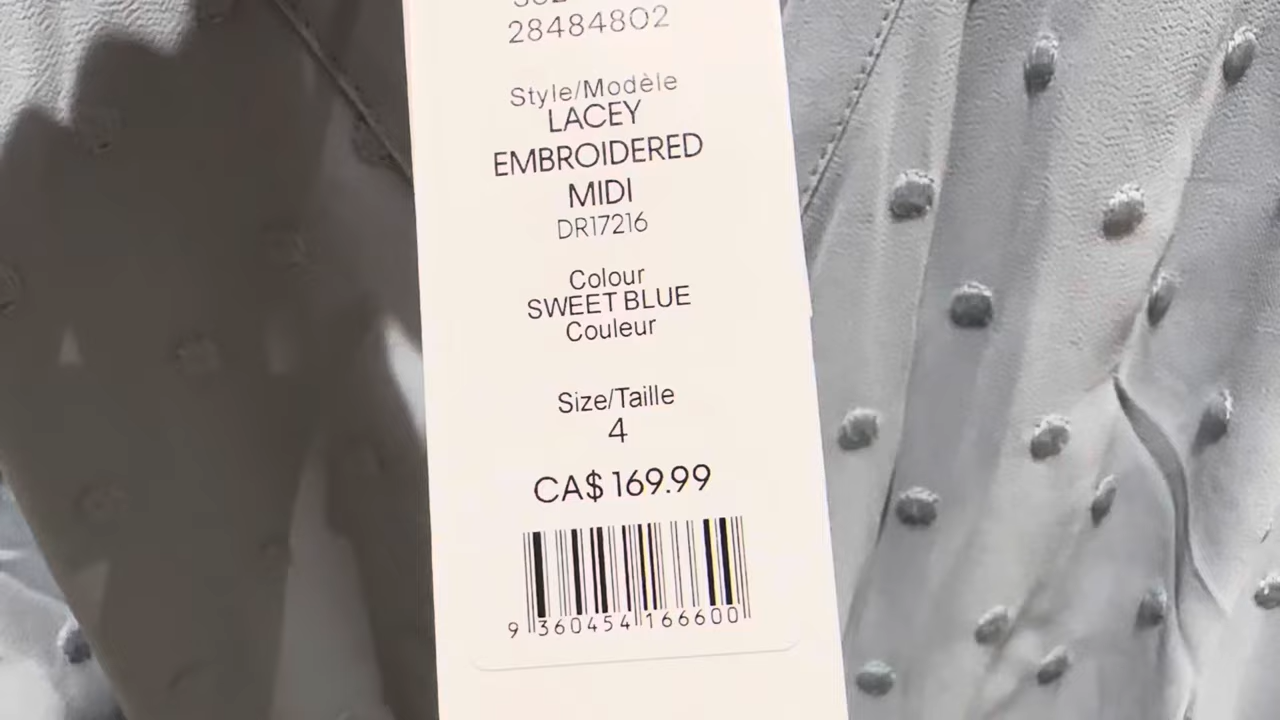 28484802
Style/Modèle
LACEY
EMBROIDERED
MIDI
DR17216
Colour
SWEET BLUE
Couleur
Size/Taille
4
CA$ 169.99
9 360454 166600